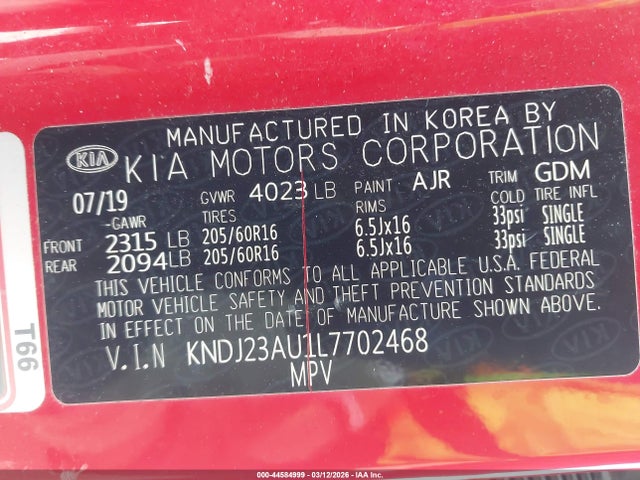 MANUFACTURED IN KOREA BY
KIA KIA MOTORS CORPORATION
07/19 GVWR 4023 LB PAINT AJR TRIM GDM
-GAWR TIRES RIMS COLD TIRE INFL
FRONT 2315 LB 205/60R16 6.5Jx16 33psi SINGLE
REAR 2094 LB 205/60R16 6.5Jx16 33psi SINGLE
THIS VEHICLE CONFORMS TO ALL APPLICABLE U.S.A. FEDERAL
MOTOR VEHICLE SAFETY AND THEFT PREVENTION STANDARDS
IN EFFECT ON THE DATE OF MANUFACTURE SHOWN ABOVE.
V.I.N KNDJ23AU1L7702468
MPV
T66
000-44584999 - 03/12/2026 - IAA, Inc.